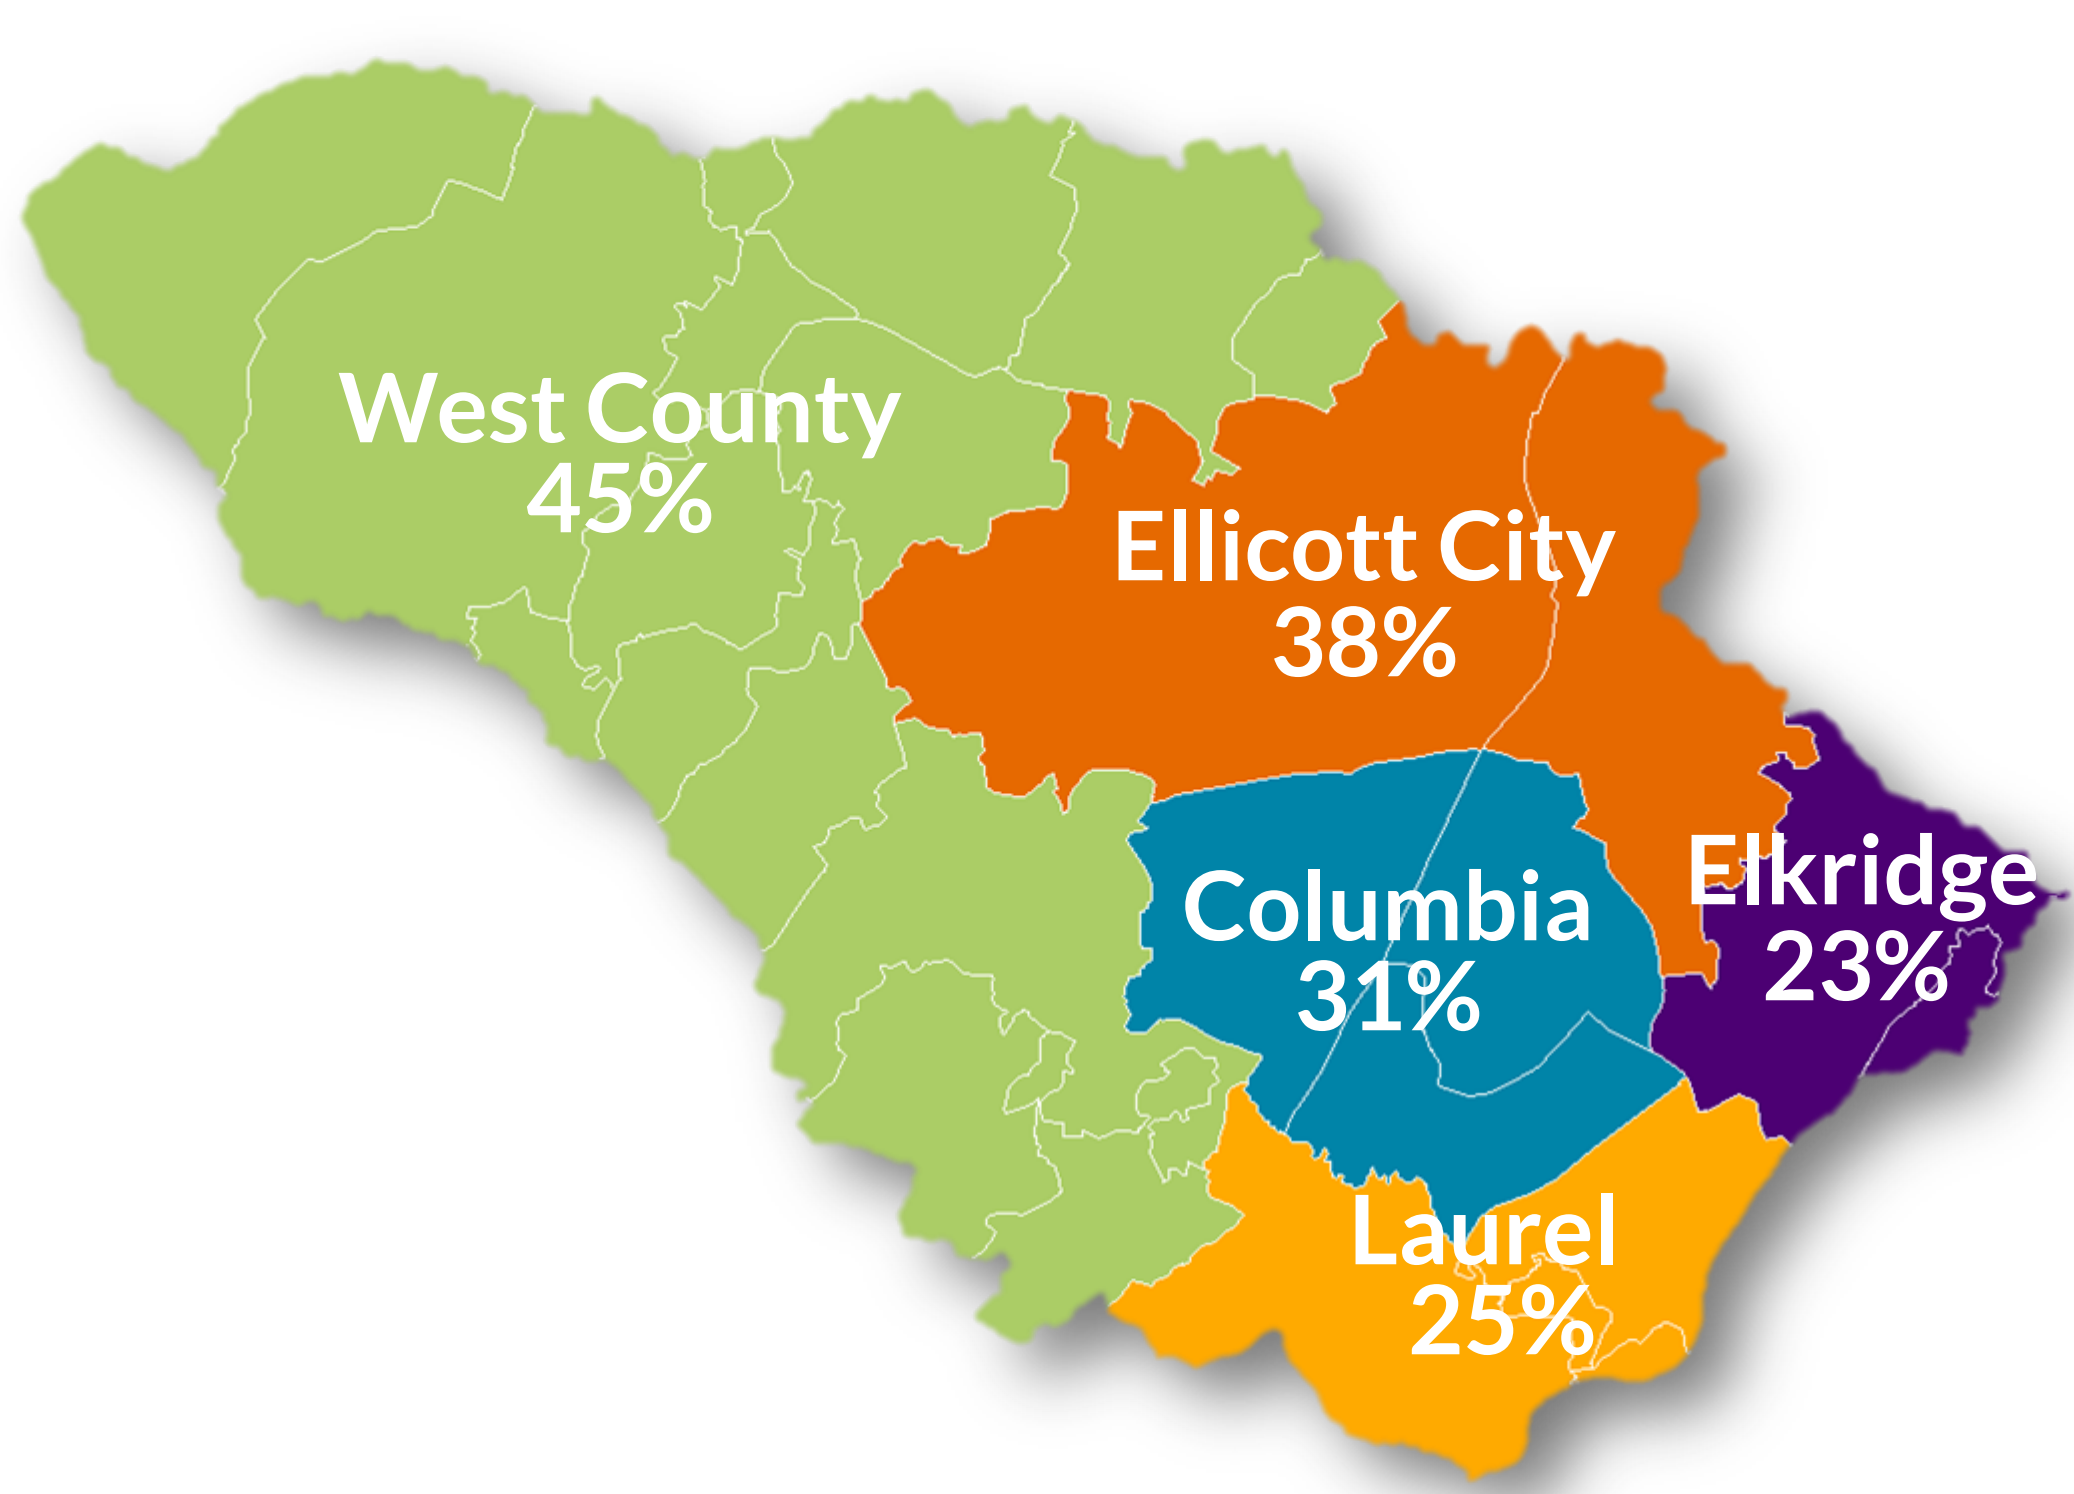 West County
45%
Ellicott City
38%
Columbia
31%
Elkridge
23%
Laurel
25%